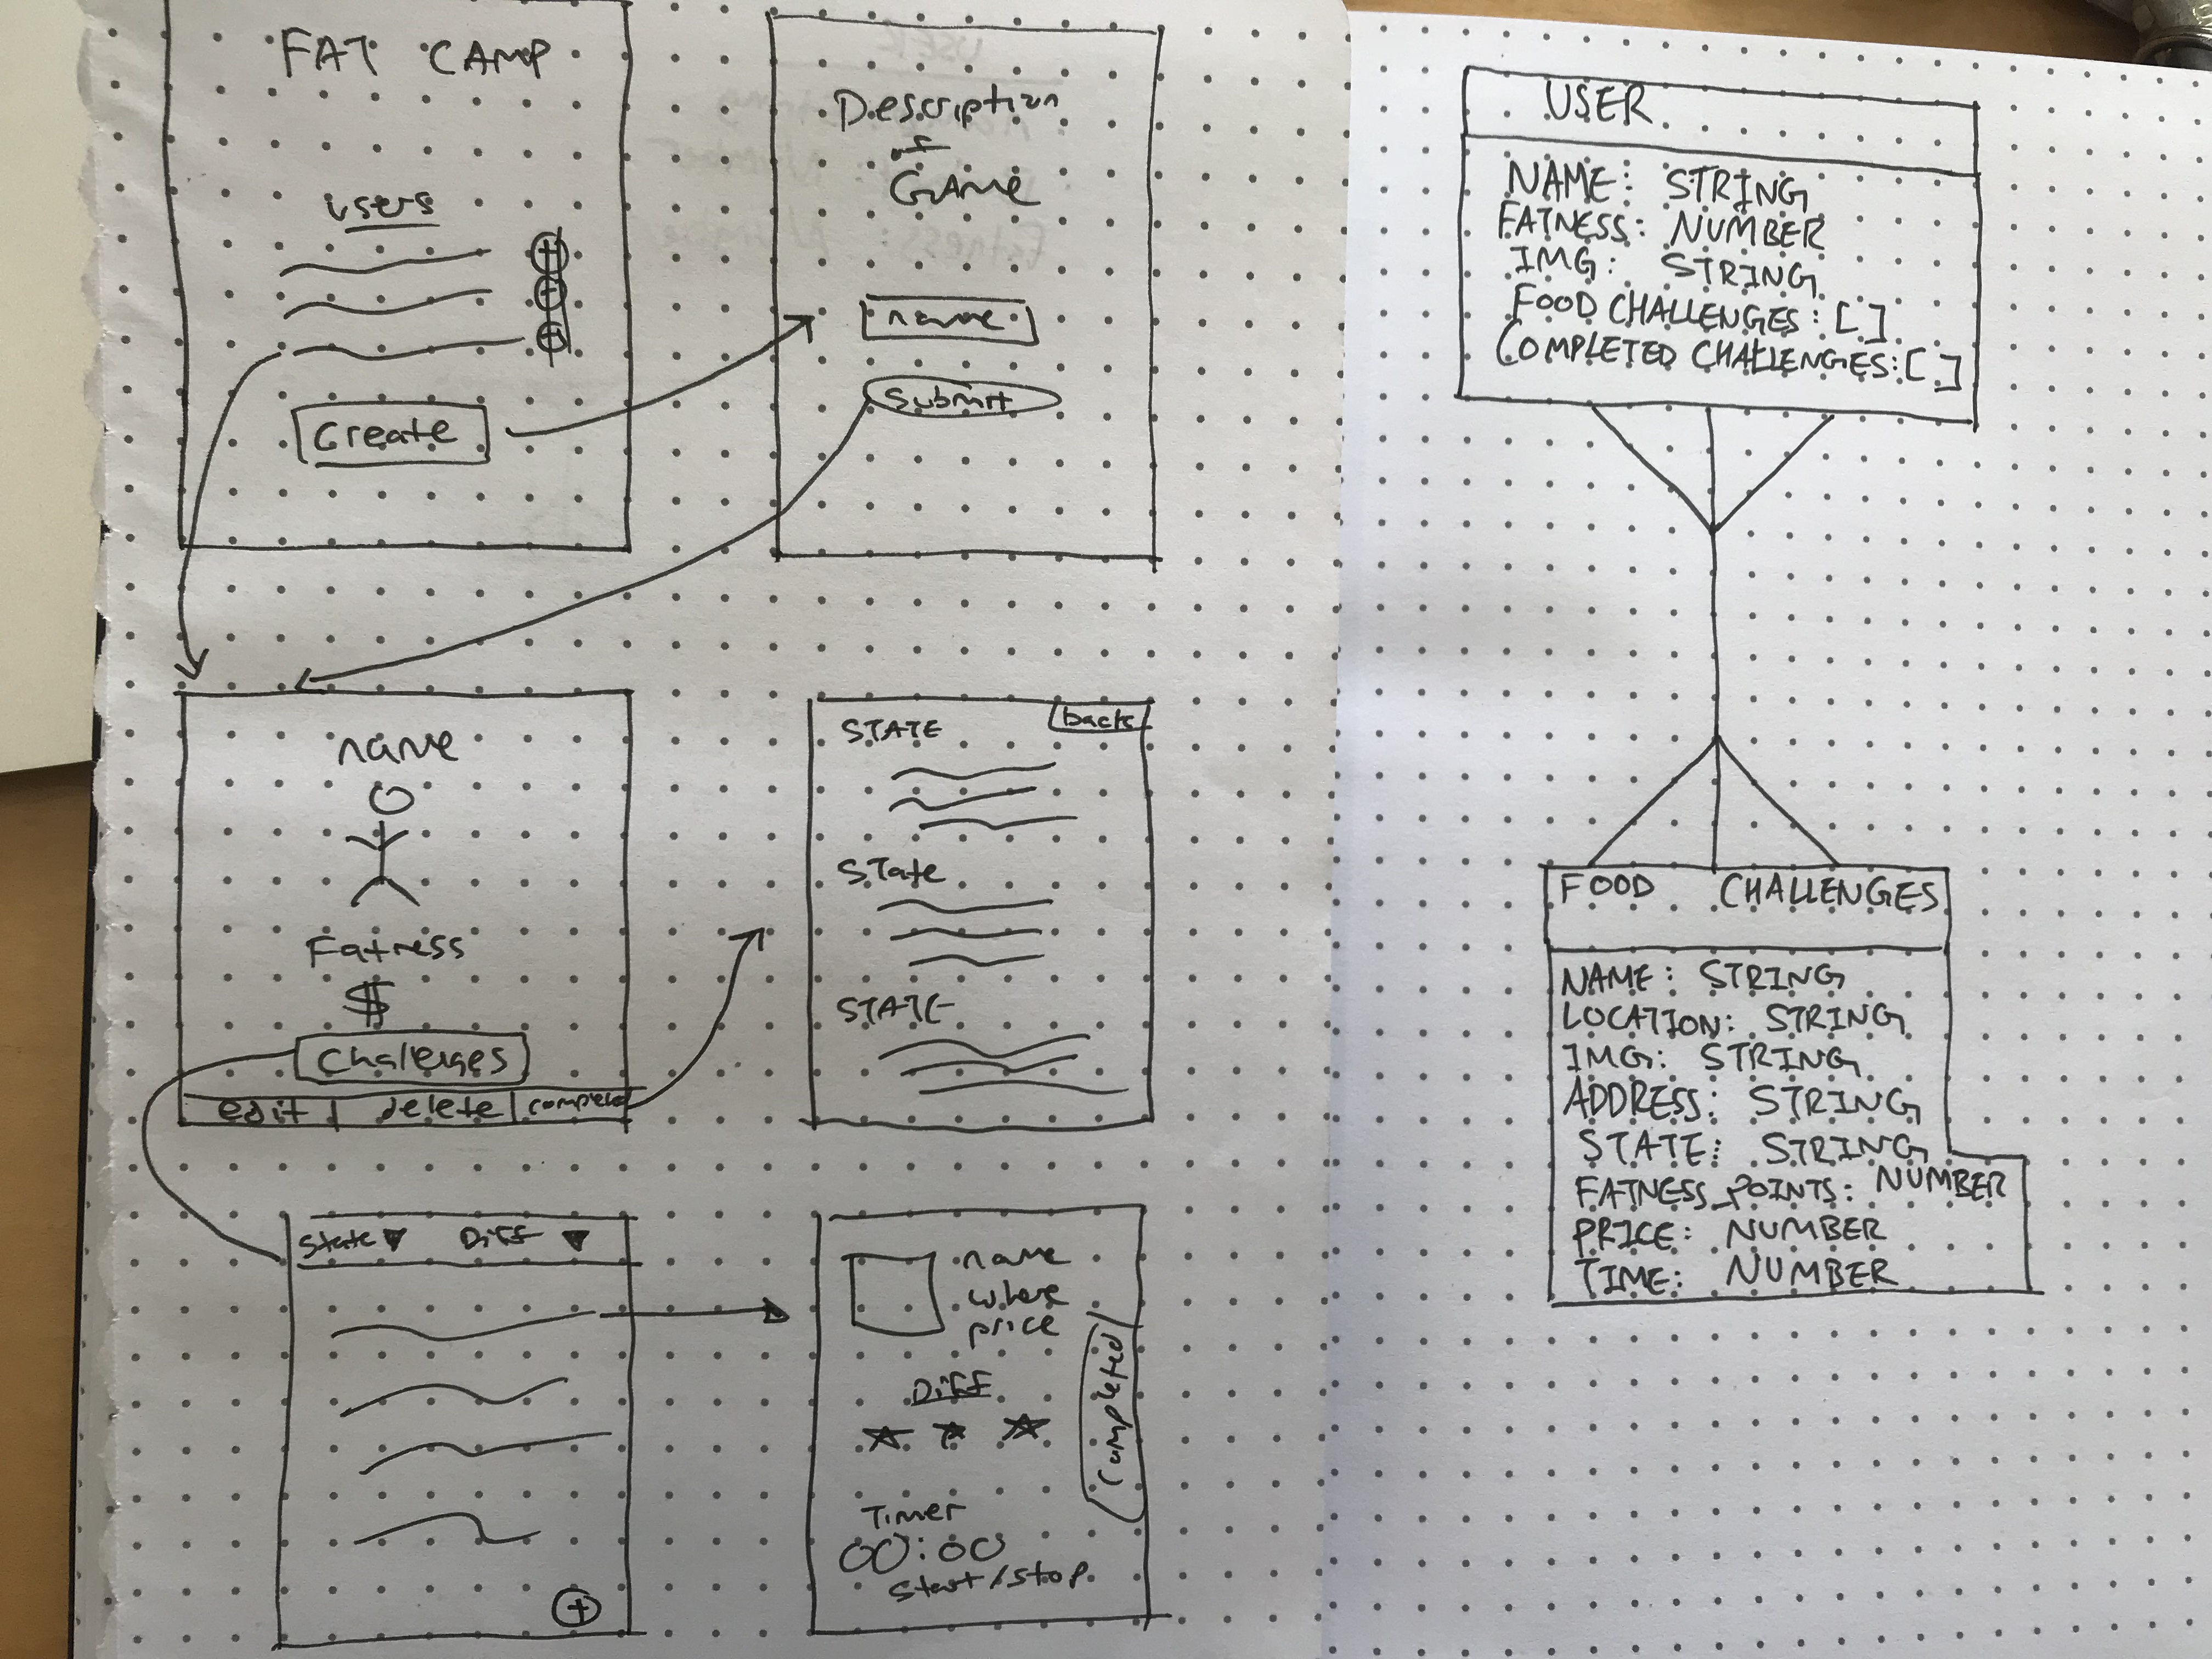 FAT CAMP
users
Create
Description
of
GAme
name
Submit
name
Fatness
$
Challenges
edit | delete | completed
back
STATE
State
STATE
State ▼ Diff ▼
+
name
where
price
Diff
Timer
00:00
start/stop
Completed
USER
NAME: STRING
FATNESS: NUMBER
IMG: STRING
FOOD CHALLENGES: []
COMPLETED CHALLENGES: []
FOOD CHALLENGES
NAME: STRING
LOCATION: STRING
IMG: STRING
ADDRESS: STRING
STATE: STRING
FATNESS_POINTS: NUMBER
PRICE: NUMBER
TIME: NUMBER